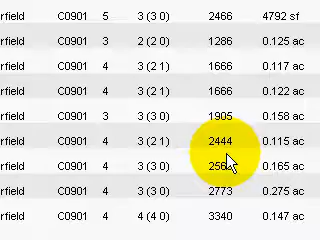 rfield C0901 5 3 (3 0) 2466 4792 sf
rfield C0901 3 2 (2 0) 1286 0.125 ac
rfield C0901 4 3 (2 1) 1666 0.117 ac
rfield C0901 4 3 (2 1) 1666 0.122 ac
rfield C0901 3 3 (3 0) 1905 0.158 ac
rfield C0901 4 3 (2 1) 2444 0.115 ac
rfield C0901 4 3 (3 0) 0.165 ac
rfield C0901 4 3 (3 0) 2773 0.275 ac
rfield C0901 4 4 (4 0) 3340 0.147 ac